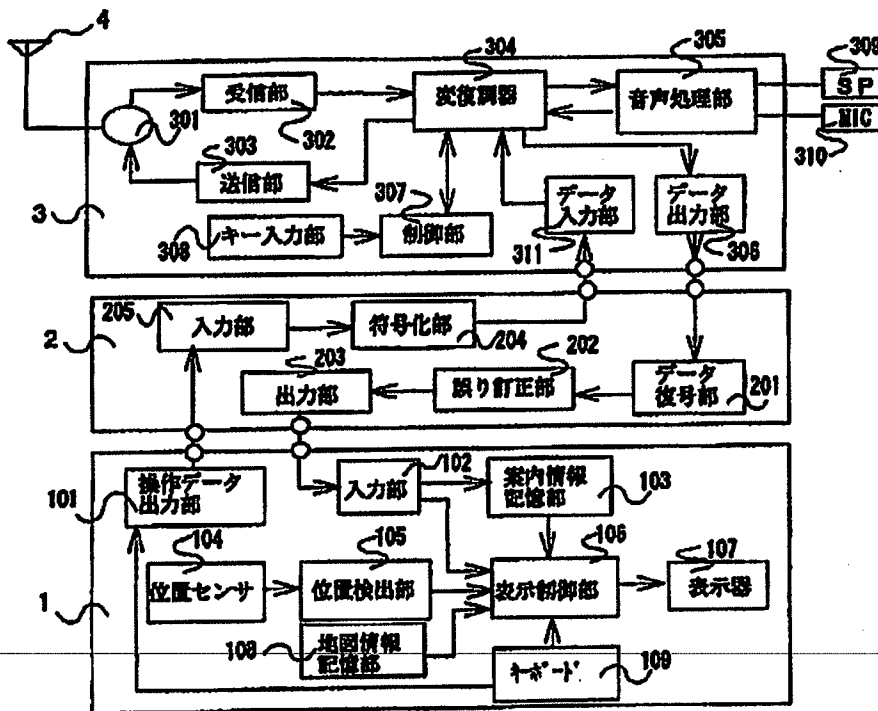 4
304
305
309
受信部
変復調器
音声処理部
SP
301
302
MIC
303
310
送信部
307
データ
入力部
データ
出力部
3
308
キー入力部
制御部
311
306
205
2
入力部
符号化部
204
203
202
出力部
誤り訂正部
データ
復号部
201
102
101
操作データ
出力部
入力部
案内情報
記憶部
103
104
105
106
107
1
位置センサ
位置検出部
表示制御部
表示器
108
地図情報
記憶部
キーボード
109